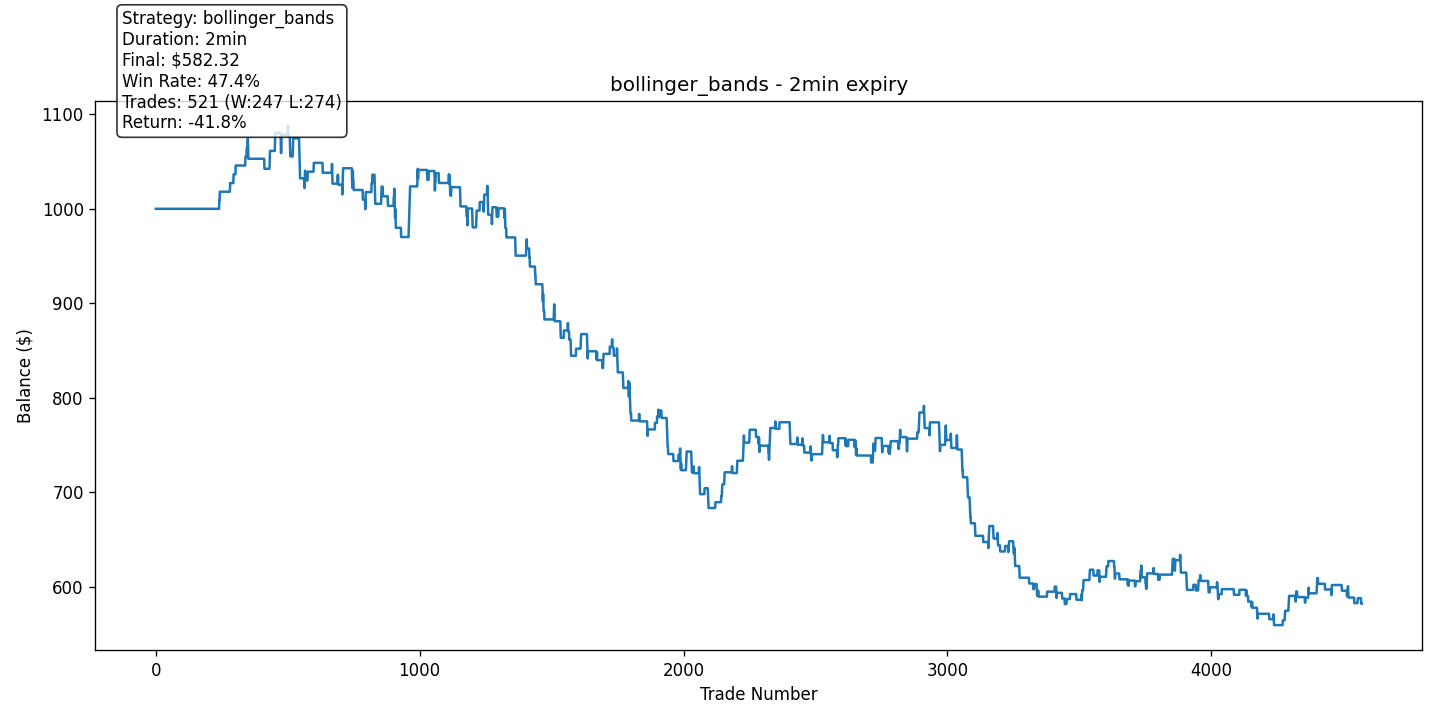 Strategy: bollinger_bands
Duration: 2min
Final: $582.32
Win Rate: 47.4%
Trades: 521 (W:247 L:274)
Return: -41.8%
bollinger_bands - 2min expiry
1100
1000
900
800
700
600
Balance ($)
0 1000 2000 3000 4000
Trade Number